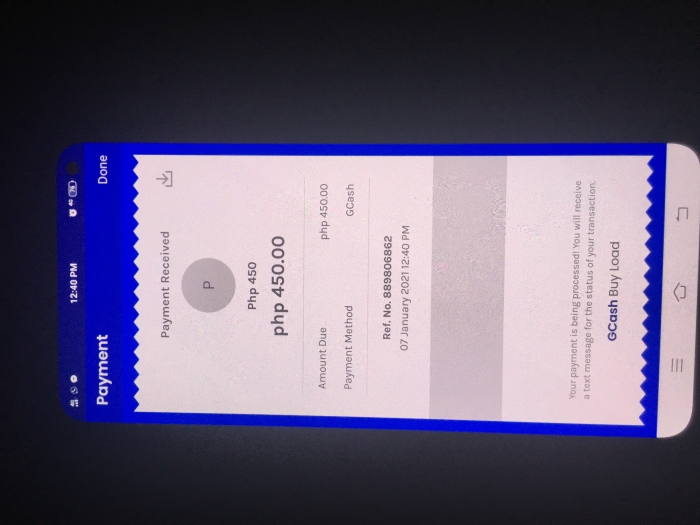 12:40 PM
Payment
Done
Payment Received
P
Php 450
php 450.00
Amount Due php 450.00
Payment Method GCash
Ref. No. 889806862
07 January 2021 12:40 PM
Your payment is being processed! You will receive
a text message for the status of your transaction.
GCash Buy Load